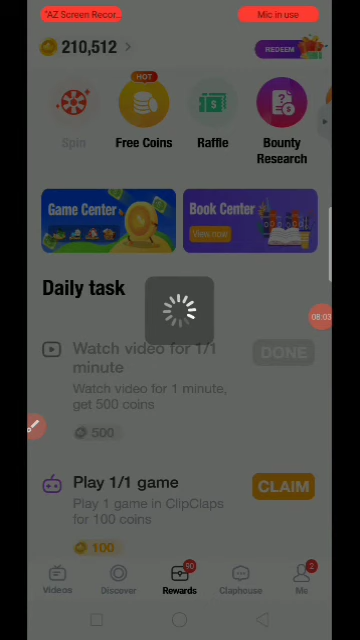 "AZ Screen Recor..
Mic in use
210,512
REDEEM
HOT
Spin
Free Coins
Raffle
Bounty
Research
Game Center
Book Center
View now
Daily task
08:03
Watch video for 1/1
minute
DONE
Watch video for 1 minute,
get 500 coins
500
Play 1/1 game
CLAIM
Play 1 game in ClipClaps
for 100 coins
100
90
2
Videos
Discover
Rewards
Claphouse
Me